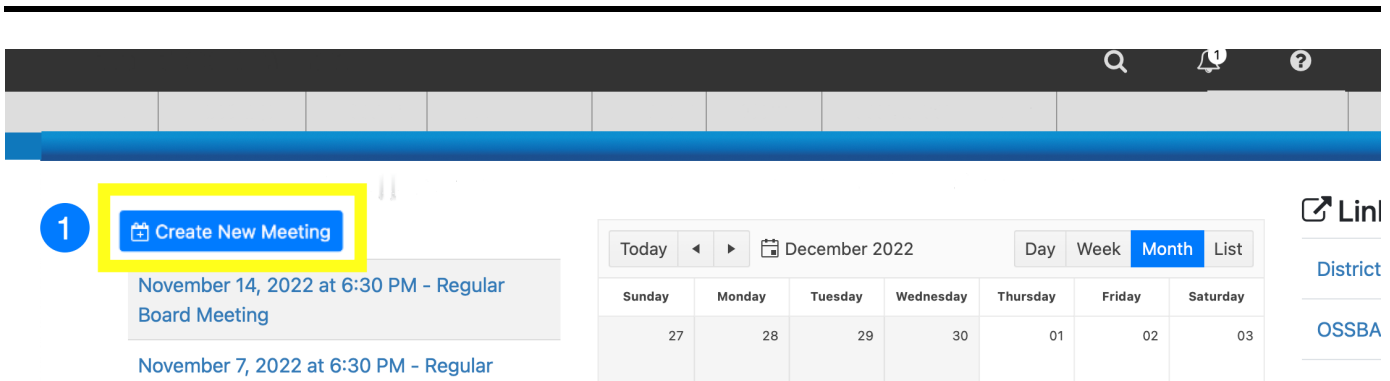 1
1
Create New Meeting
November 14, 2022 at 6:30 PM - Regular
Board Meeting
November 7, 2022 at 6:30 PM - Regular
Today December 2022 Day Week Month List
Sunday Monday Tuesday Wednesday Thursday Friday Saturday
27 28 29 30 01 02 03
District
OSSBA